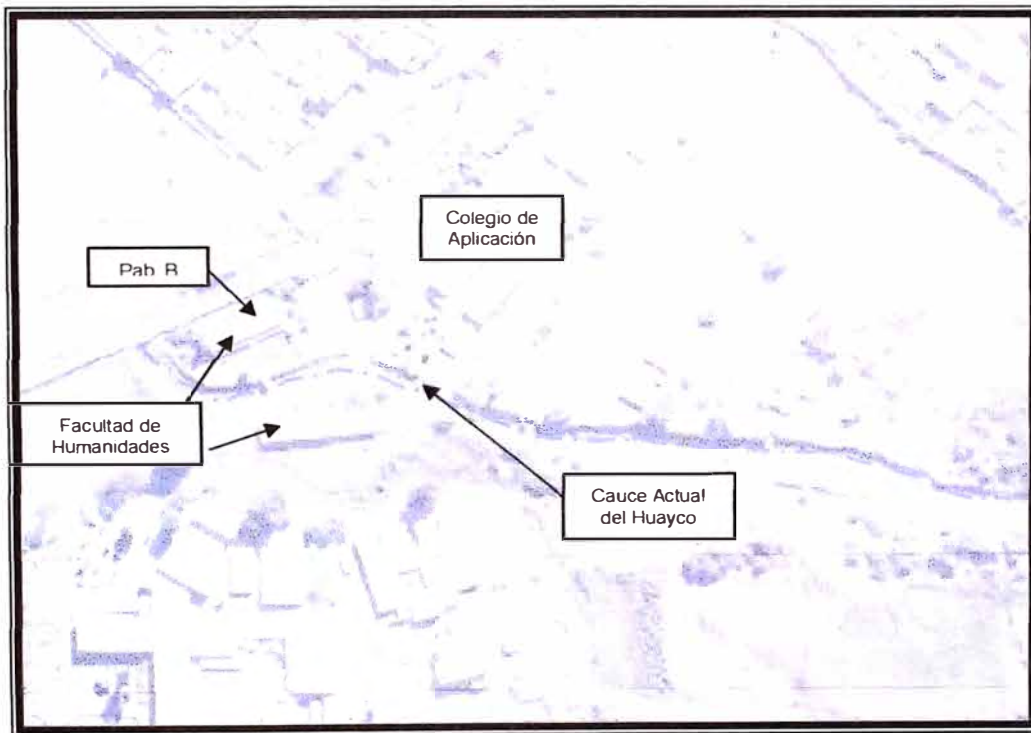 Colegio de
Aplicación
Pab. B
Facultad de
Humanidades
Cauce Actual
del Huayco